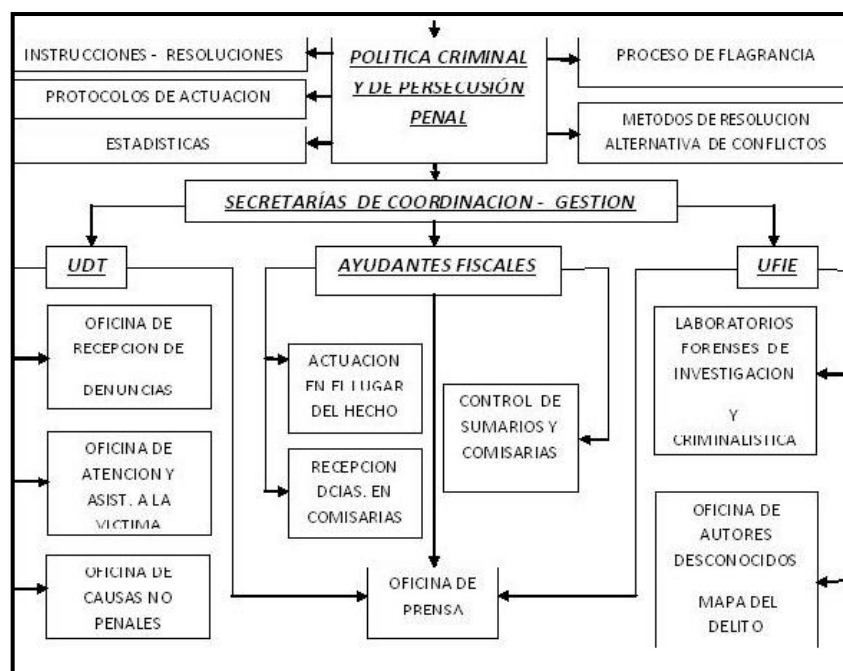 INSTRUCCIONES - RESOLUCIONES
PROTOCOLOS DE ACTUACION
ESTADISTICAS
POLITICA CRIMINAL
Y DE PERSECUSIÓN
PENAL
PROCESO DE FLAGRANCIA
METODOS DE RESOLUCION
ALTERNATIVA DE CONFLICTOS
SECRETARÍAS DE COORDINACION - GESTION
UDT
AYUDANTES FISCALES
UFIE
OFICINA DE
RECEPCION DE
DENUNCIAS
OFICINA DE
ATENCION Y
ASIST. A LA
VICTIMA
OFICINA DE
CAUSAS NO
PENALES
ACTUACION
EN EL LUGAR
DEL HECHO
RECEPCION
DCIAS. EN
COMISARIAS
CONTROL DE
SUMARIOS Y
COMISARIAS
OFICINA DE
PRENSA
LABORATORIOS
FORENSES DE
INVESTIGACION
Y
CRIMINALISTICA
OFICINA DE
AUTORES
DESCONOCIDOS
MAPA DEL
DELITO